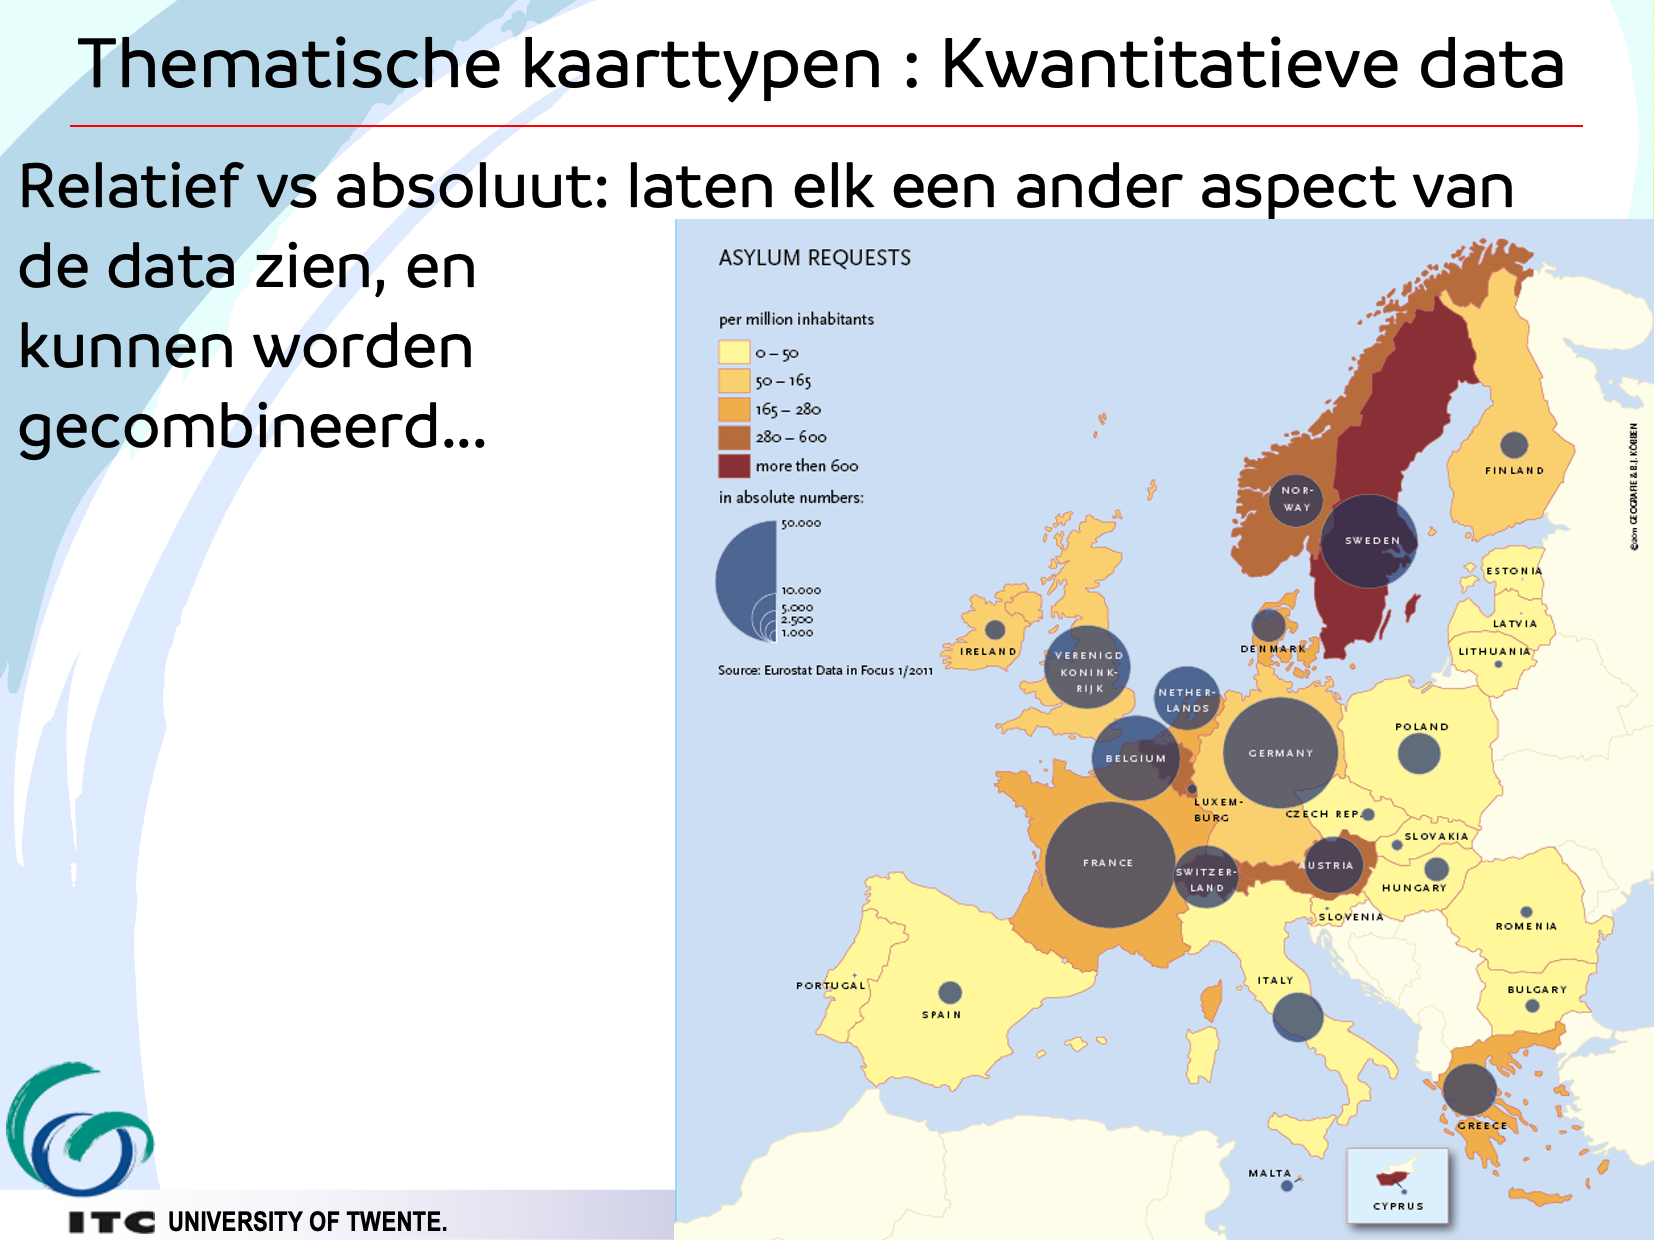 Thematische kaarttypen : Kwantitatieve data
Relatief vs absoluut: laten elk een ander aspect van
de data zien, en
kunnen worden
gecombineerd...
ASYLUM REQUESTS
per million inhabitants
0 – 50
50 – 165
165 – 280
280 – 600
more then 600
in absolute numbers:
50.000
10.000
5.000
2.500
1.000
Source: Eurostat Data in Focus 1/2011
©2011 GEOGRAFIE & B.J. KÖBBEN
FINLAND
NOR-
WAY
SWEDEN
ESTONIA
LATVIA
LITHUANIA
DENMARK
IRELAND
VERENIGD
KONINK-
RIJK
NETHER-
LANDS
POLAND
GERMANY
BELGIUM
LUXEM-
BURG
CZECH REP.
SLOVAKIA
FRANCE
SWITZER-
LAND
AUSTRIA
HUNGARY
SLOVENIA
ROMENIA
PORTUGAL
SPAIN
ITALY
BULGARY
GREECE
MALTA
CYPRUS
ITC UNIVERSITY OF TWENTE.